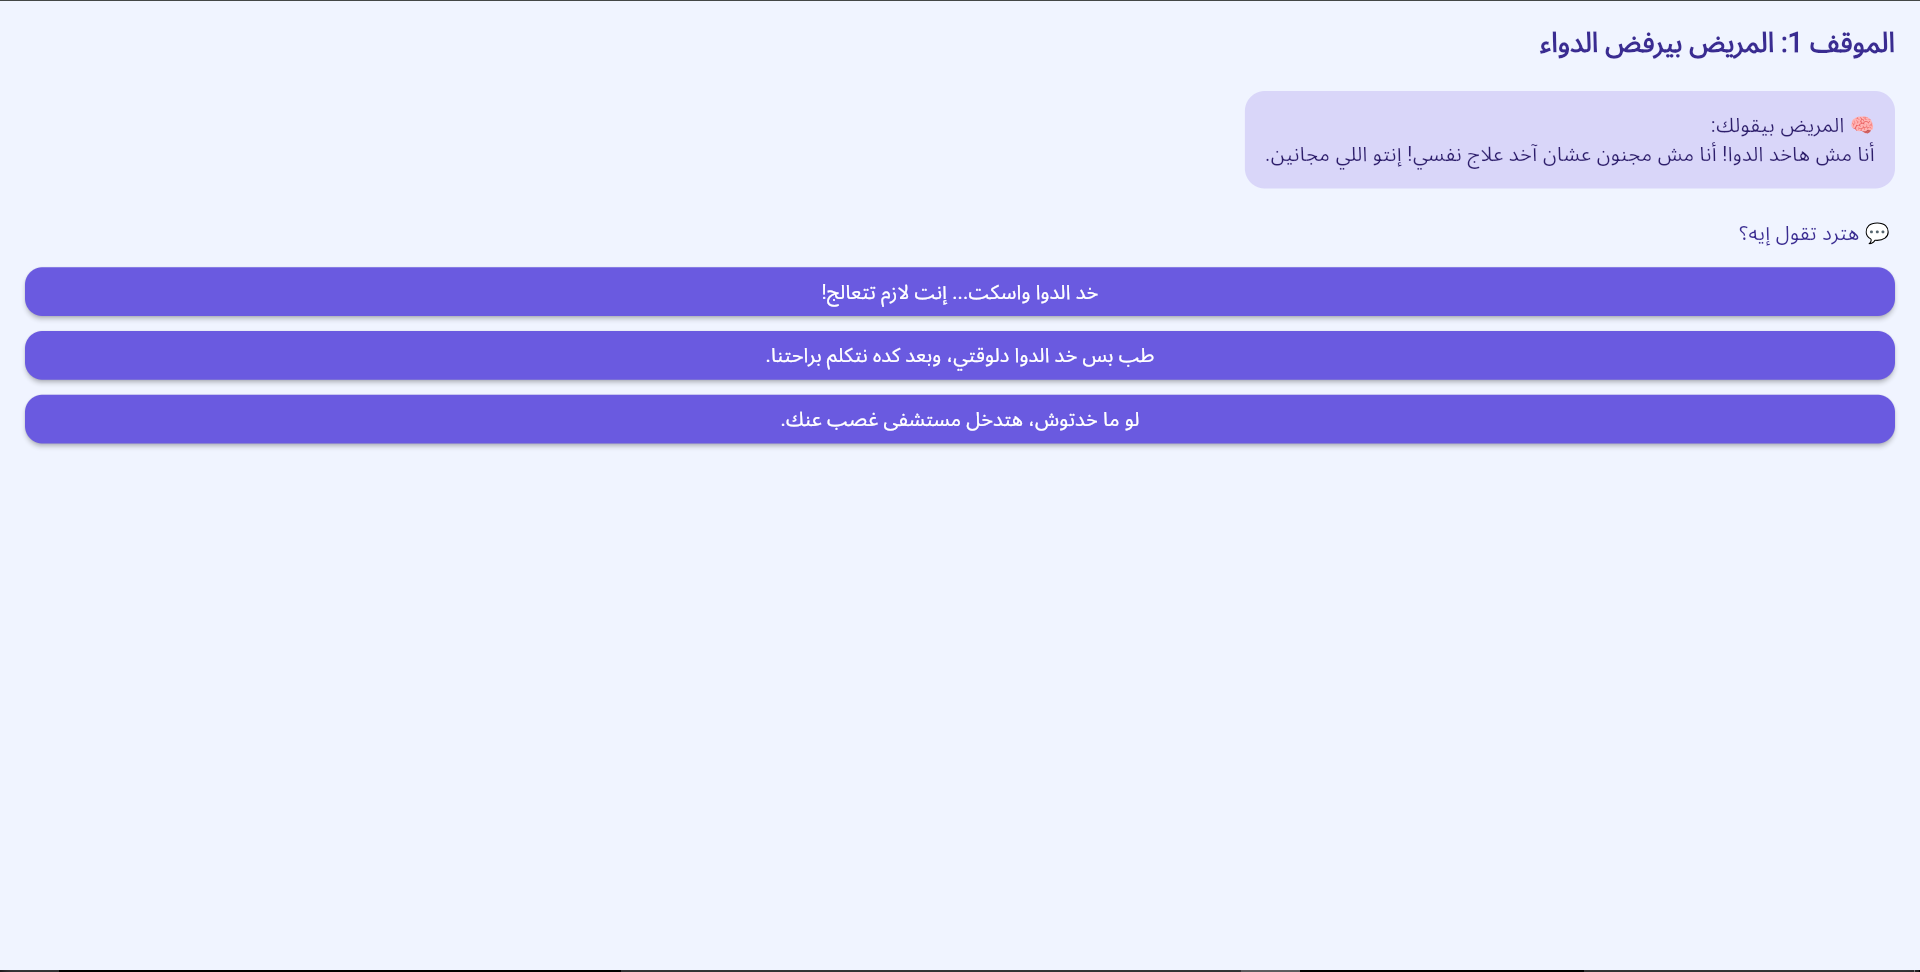 الموقف 1: المريض بيرفض الدواء
🧠 المريض بيقولك:
أنا مش هاخد الدوا! أنا مش مجنون عشان آخد علاج نفسي! إنتو اللي مجانين.
💬 هترد تقول إيه؟
خد الدوا واسكت... إنت لازم تتعالج!
طب بس خد الدوا دلوقتي، وبعد كده نتكلم براحتنا.
لو ما خدتوش، هتدخل مستشفى غصب عنك.